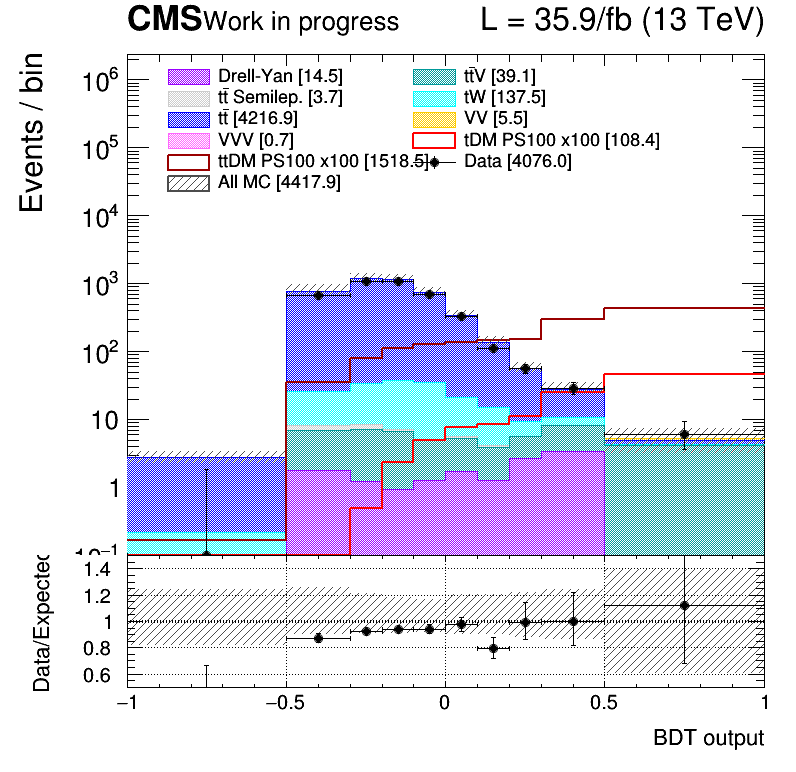 CMS Work in progress L = 35.9/fb (13 TeV)
Events / bin
Drell-Yan [14.5] tt̄V [39.1]
tt̄ Semilep. [3.7] tW [137.5]
tt̄ [4216.9] VV [5.5]
VVV [0.7] tDM PS100 x100 [108.4]
ttDM PS100 x100 [1518.5] Data [4076.0]
All MC [4417.9]
10⁶
10⁵
10⁴
10³
10²
10
1
10⁻¹
Data/Expected
1.4
1.2
1
0.8
0.6
−1 −0.5 0 0.5 1
BDT output